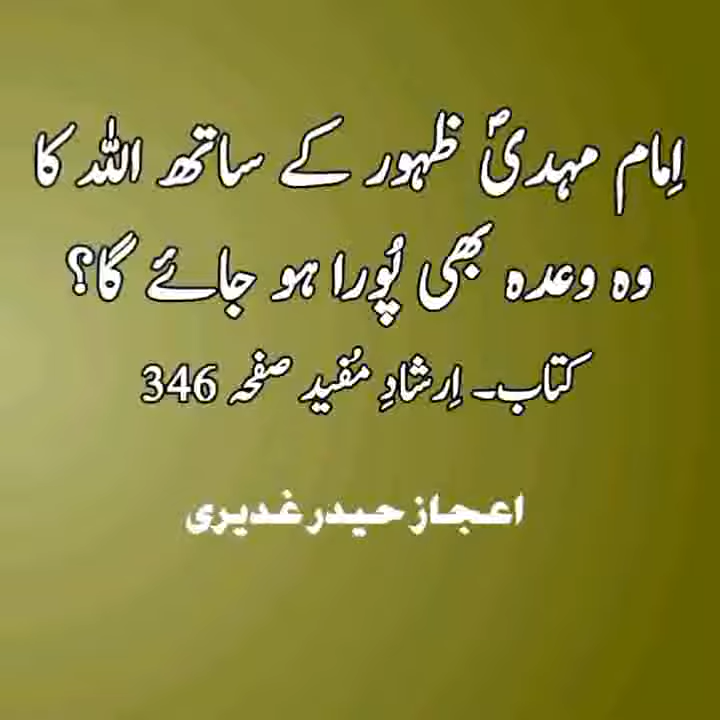 اِمام مہدیؑ ظہور کے ساتھ اللہ کا
وہ وعدہ بھی پُورا ہو جائے گا؟
کتاب۔ اِرشادِ مُفید صفحہ 346
اعجاز حیدر غدیری